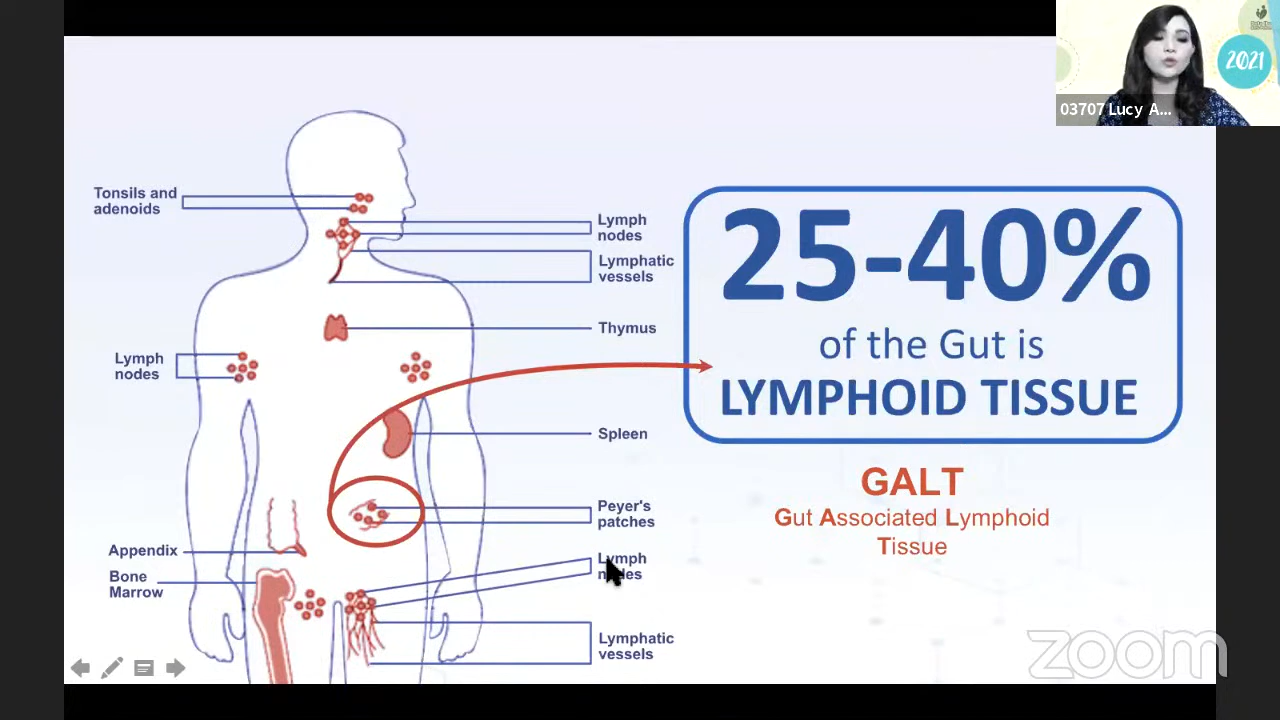 2021
03707 Lucy A...
Tonsils and
adenoids
Lymph
nodes
Lymphatic
vessels
Thymus
Lymph
nodes
Spleen
Peyer's
patches
Appendix
Bone
Marrow
Lymph
nodes
Lymphatic
vessels
25-40%
of the Gut is
LYMPHOID TISSUE
GALT
Gut Associated Lymphoid
Tissue
zoom